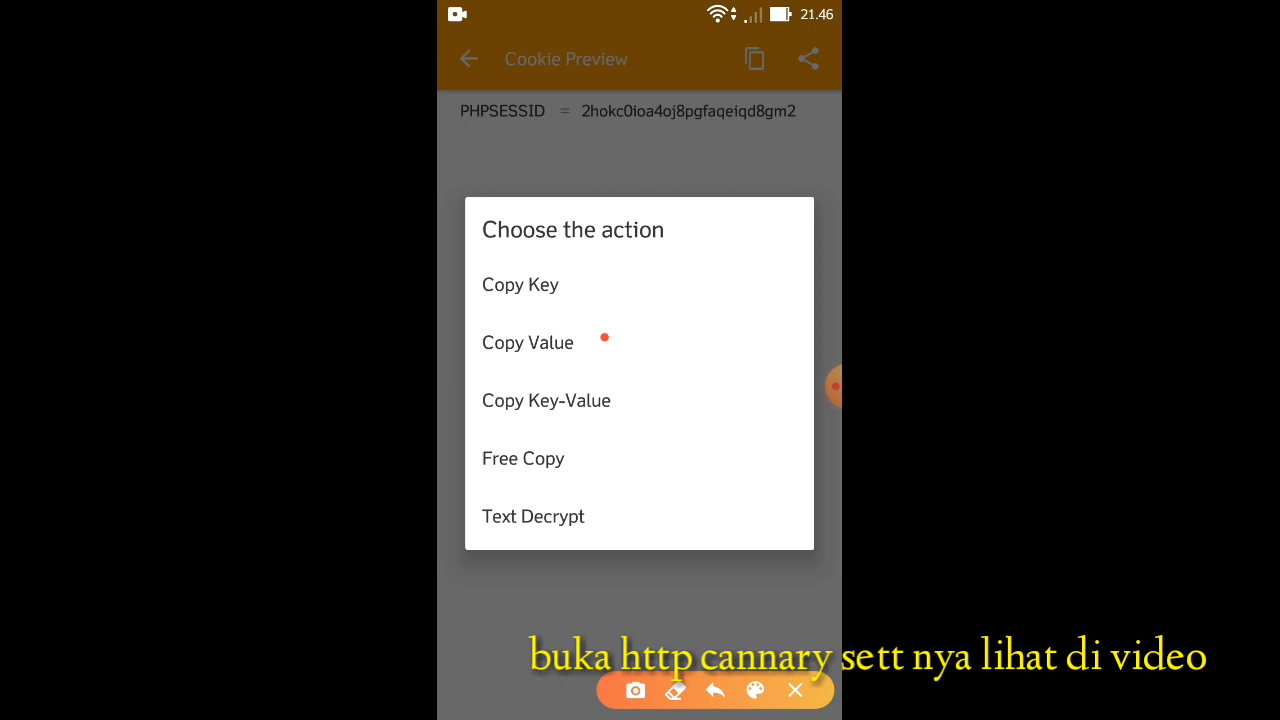 21.46
Cookie Preview
PHPSESSID = 2hokc0ioa4oj8pgfaqeiqd8gm2
Choose the action
Copy Key
Copy Value
Copy Key-Value
Free Copy
Text Decrypt
buka http cannary sett nya lihat di video